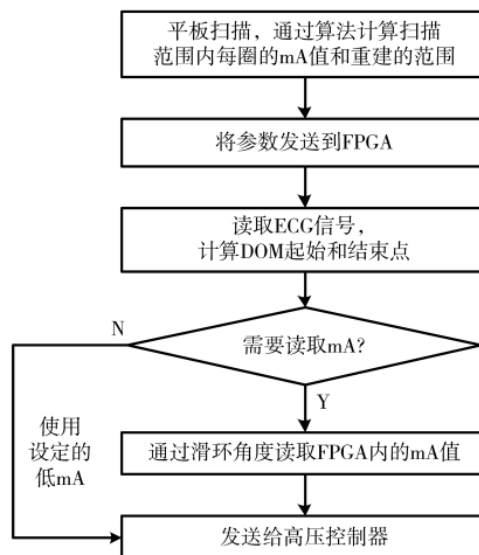 平板扫描，通过算法计算扫描
范围内每圈的mA值和重建的范围
将参数发送到FPGA
读取ECG信号，
计算DOM起始和结束点
N
需要读取mA?
Y
使用
设定的
低mA
通过滑环角度读取FPGA内的mA值
发送给高压控制器